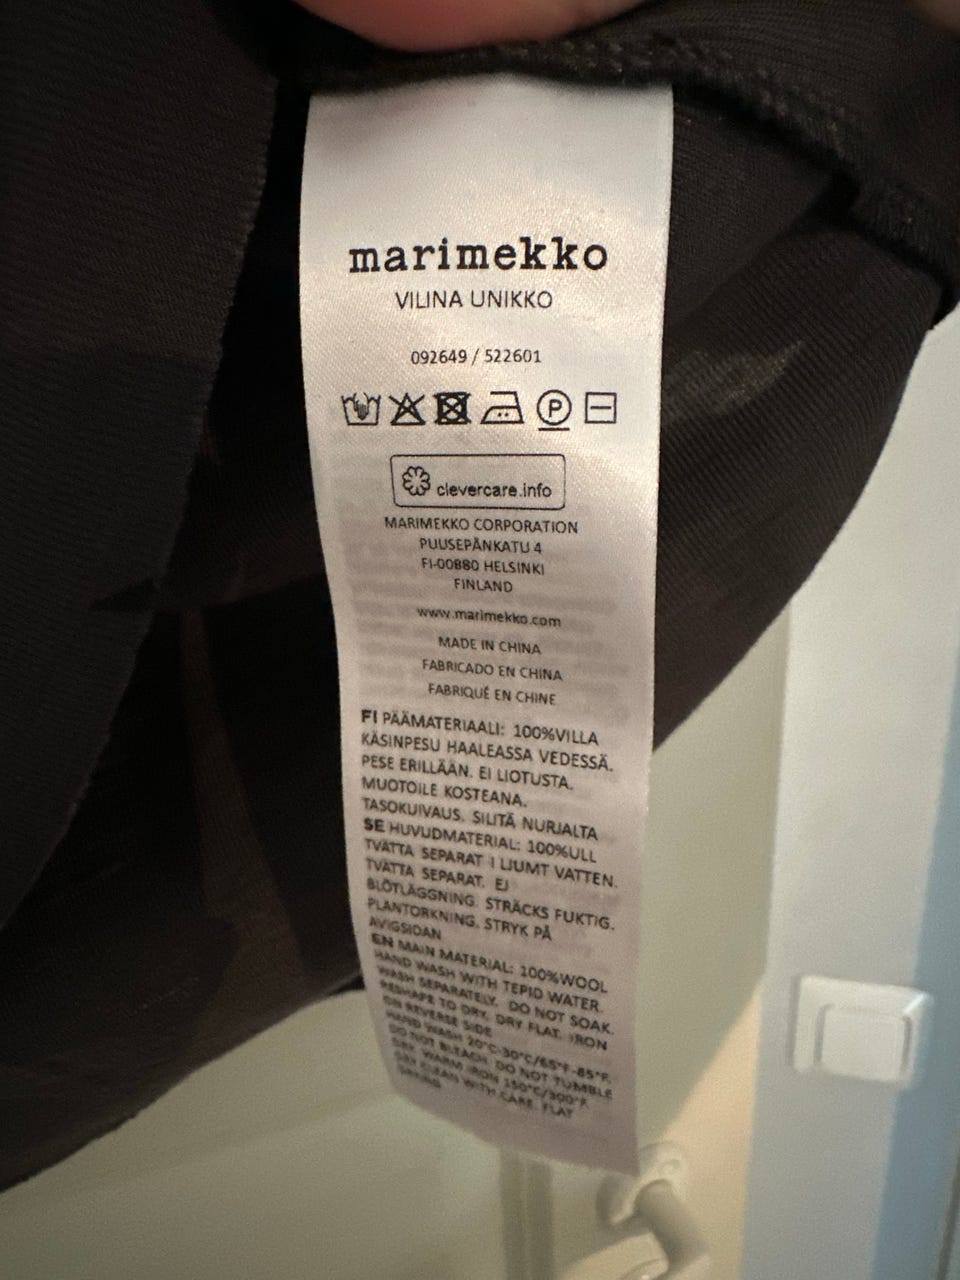 marimekko
VILINA UNIKKO
092649 / 522601
P
clevercare.info
MARIMEKKO CORPORATION
PUUSEPÄNKATU 4
FI-00880 HELSINKI
FINLAND
www.marimekko.com
MADE IN CHINA
FABRICADO EN CHINA
FABRIQUÉ EN CHINE
FI PÄÄMATERIAALI: 100%VILLA
KÄSINPESU HAALEASSA VEDESSÄ.
PESE ERILLÄÄN. EI LIOTUSTA.
MUOTOILE KOSTEANA.
TASOKUIVAUS. SILITÄ NURJALTA
SE HUVUDMATERIAL: 100%ULL
TVÄTTA SEPARAT I LJUMT VATTEN.
TVÄTTA SEPARAT. EJ
BLÖTLÄGGNING. STRÄCKS FUKTIG.
PLANTORKNING. STRYK PÅ
AVIGSIDAN
EN MAIN MATERIAL: 100%WOOL
HAND WASH WITH TEPID WATER.
WASH SEPARATELY. DO NOT SOAK.
RESHAPE TO DRY. DRY FLAT. IRON
ON REVERSE SIDE
HAND WASH 20°C-30°C/65°F-85°F.
DO NOT BLEACH. DO NOT TUMBLE
DRY. WARM IRON 150°C/300°F.
DRY CLEAN WITH CARE. FLAT
DRYING